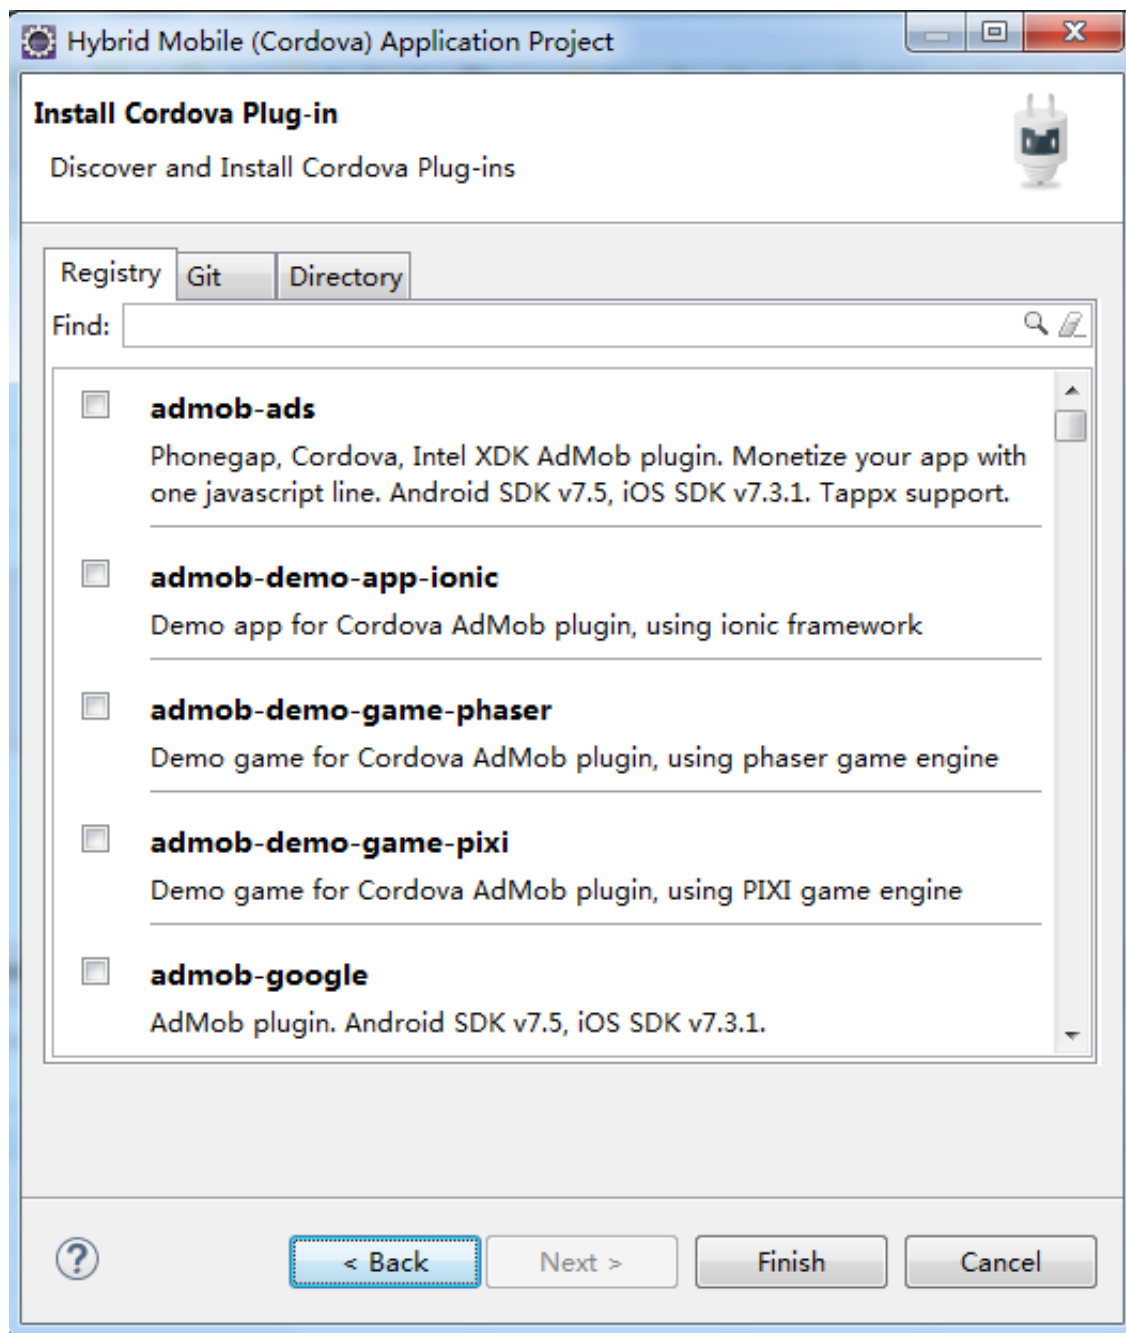 Hybrid Mobile (Cordova) Application Project
Install Cordova Plug-in
Discover and Install Cordova Plug-ins
Registry Git Directory
Find:
admob-ads
Phonegap, Cordova, Intel XDK AdMob plugin. Monetize your app with
one javascript line. Android SDK v7.5, iOS SDK v7.3.1. Tappx support.
admob-demo-app-ionic
Demo app for Cordova AdMob plugin, using ionic framework
admob-demo-game-phaser
Demo game for Cordova AdMob plugin, using phaser game engine
admob-demo-game-pixi
Demo game for Cordova AdMob plugin, using PIXI game engine
admob-google
AdMob plugin. Android SDK v7.5, iOS SDK v7.3.1.
? < Back Next > Finish Cancel